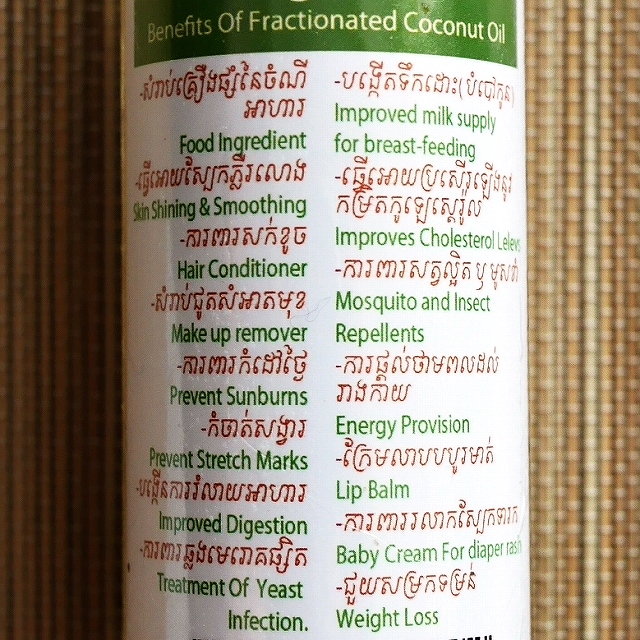 Benefits Of Fractionated Coconut Oil
-សំរាប់គ្រឿងផ្សំនៃចំណី
អាហារ
Food Ingredient
-ធ្វើអោយស្បែកភ្លឺរលោង
Skin Shining & Smoothing
-ការពារសក់ខូច
Hair Conditioner
-សំរាប់ជូតសំអាតមុខ
Make up remover
-ការពារកំដៅថ្ងៃ
Prevent Sunburns
-កំចាត់សង្វារ
Prevent Stretch Marks
-បង្កើនការរំលាយអាហារ
Improved Digestion
-ការពារឆ្លងមេរោគផ្សិត
Treatment Of Yeast
Infection.
-បង្កើតទឹកដោះ(បំបៅកូន)
Improved milk supply
for breast-feeding
-ធ្វើអោយប្រសើរឡើងនូវ
កម្រិតកូឡេស្តេរ៉ូល
Improves Cholesterol Lelevs
-ការពារសត្វល្អិត ឫ មូសខាំ
Mosquito and Insect
Repellents
-ការផ្តល់ថាមពលដល់
រាងកាយ
Energy Provision
-ក្រែមលាបបបូរមាត់
Lip Balm
-ការពាររលាកស្បែកទារក
Baby Cream For diaper rash
-ជួយសម្រកទម្រន់
Weight Loss